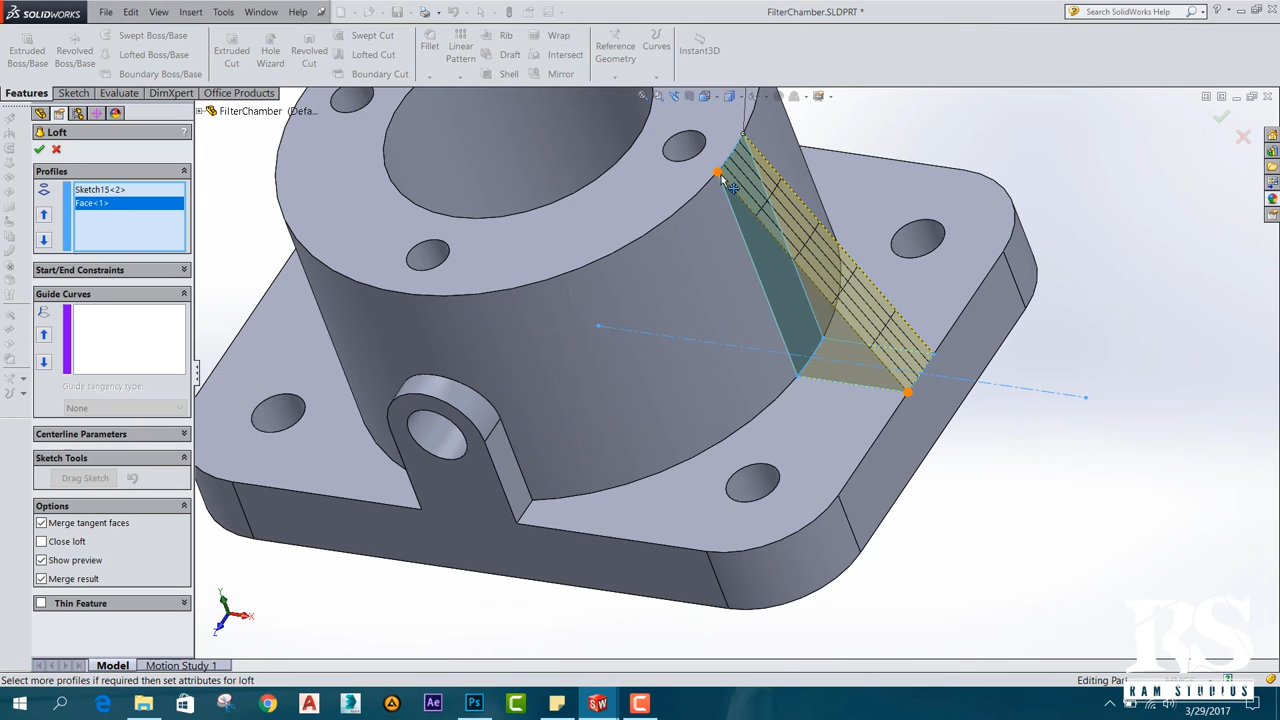 SOLIDWORKS File Edit View Insert Tools Window Help FilterChamber.SLDPRT * Search SolidWorks Help
Extruded Boss/Base
Revolved Boss/Base
Swept Boss/Base
Lofted Boss/Base
Boundary Boss/Base
Extruded Cut
Hole Wizard
Revolved Cut
Swept Cut
Lofted Cut
Boundary Cut
Fillet
Linear Pattern
Rib
Draft
Shell
Wrap
Intersect
Mirror
Reference Geometry
Curves
Instant3D
Features Sketch Evaluate DimXpert Office Products
FilterChamber (Defa...
Loft ?
Profiles
Sketch15<2>
Face<1>
Start/End Constraints
Guide Curves
Guide tangency type:
None
Centerline Parameters
Sketch Tools
Drag Sketch
Options
Merge tangent faces
Close loft
Show preview
Merge result
Thin Feature
Y
X
Z
Model Motion Study 1
Select more profiles if required then set attributes for loft
Editing Par
RS
RAM STUDIOS
Ae
Ps
SW
3/29/2017